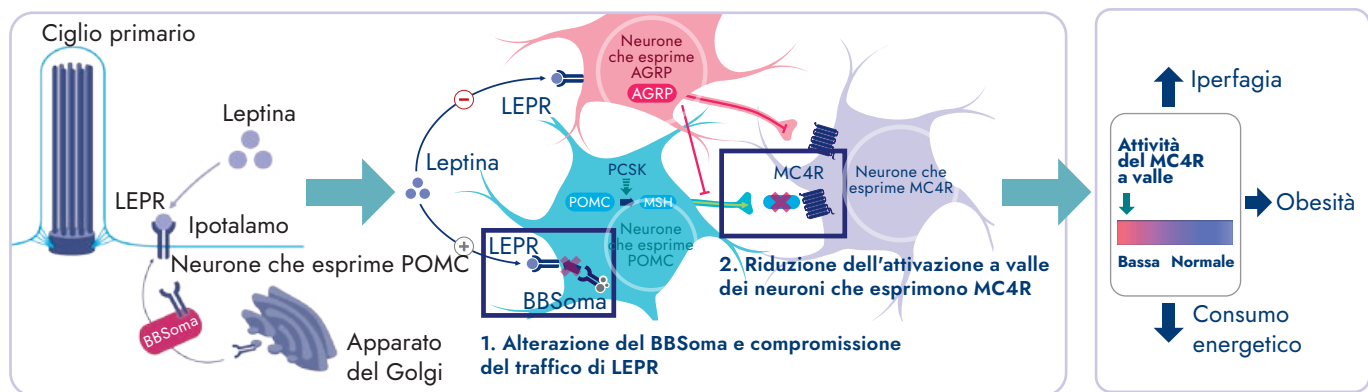 Ciglio primario
Leptina
LEPR
Ipotalamo
Neurone che esprime POMC
BBSoma
Apparato
del Golgi
Neurone
che esprime
AGRP
AGRP
LEPR
−
Leptina
+
PCSK
POMC
MSH
Neurone
che esprime
POMC
LEPR
BBSoma
MC4R
Neurone che
esprime MC4R
1. Alterazione del BBSoma e compromissione
del traffico di LEPR
2. Riduzione dell'attivazione a valle
dei neuroni che esprimono MC4R
Iperfagia
Attività
del MC4R
a valle
Bassa Normale
Obesità
Consumo
energetico